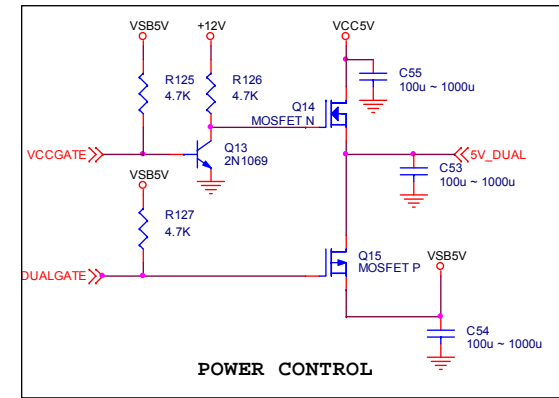 VSB5V +12V VCC5V
R125 4.7K
R126 4.7K
C55 100u ~ 1000u
Q14 MOSFET N
VCCGATE
Q13 2N1069
5V_DUAL
C53 100u ~ 1000u
VSB5V
R127 4.7K
Q15 MOSFET P
VSB5V
DUALGATE
C54 100u ~ 1000u
POWER CONTROL